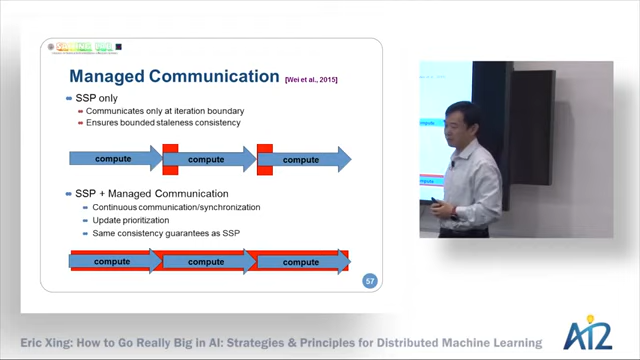 Managed Communication [Wei et al., 2015]
SSP only
Communicates only at iteration boundary
Ensures bounded staleness consistency
compute compute compute
SSP + Managed Communication
Continuous communication/synchronization
Update prioritization
Same consistency guarantees as SSP
compute compute compute
57
compute
compute
Eric Xing: How to Go Really Big in AI: Strategies & Principles for Distributed Machine Learning
AI2